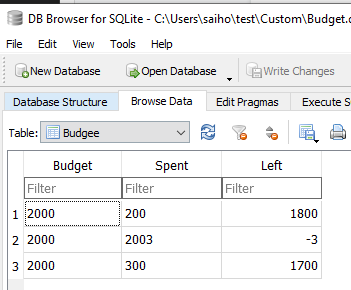 DB Browser for SQLite - C:\Users\saiho\test\Custom\Budget.
File Edit View Tools Help
New Database Open Database Write Changes
Database Structure Browse Data Edit Pragmas Execute S
Table: Budgee
Budget Spent Left
Filter Filter Filter
1 2000 200 1800
2 2000 2003 -3
3 2000 300 1700